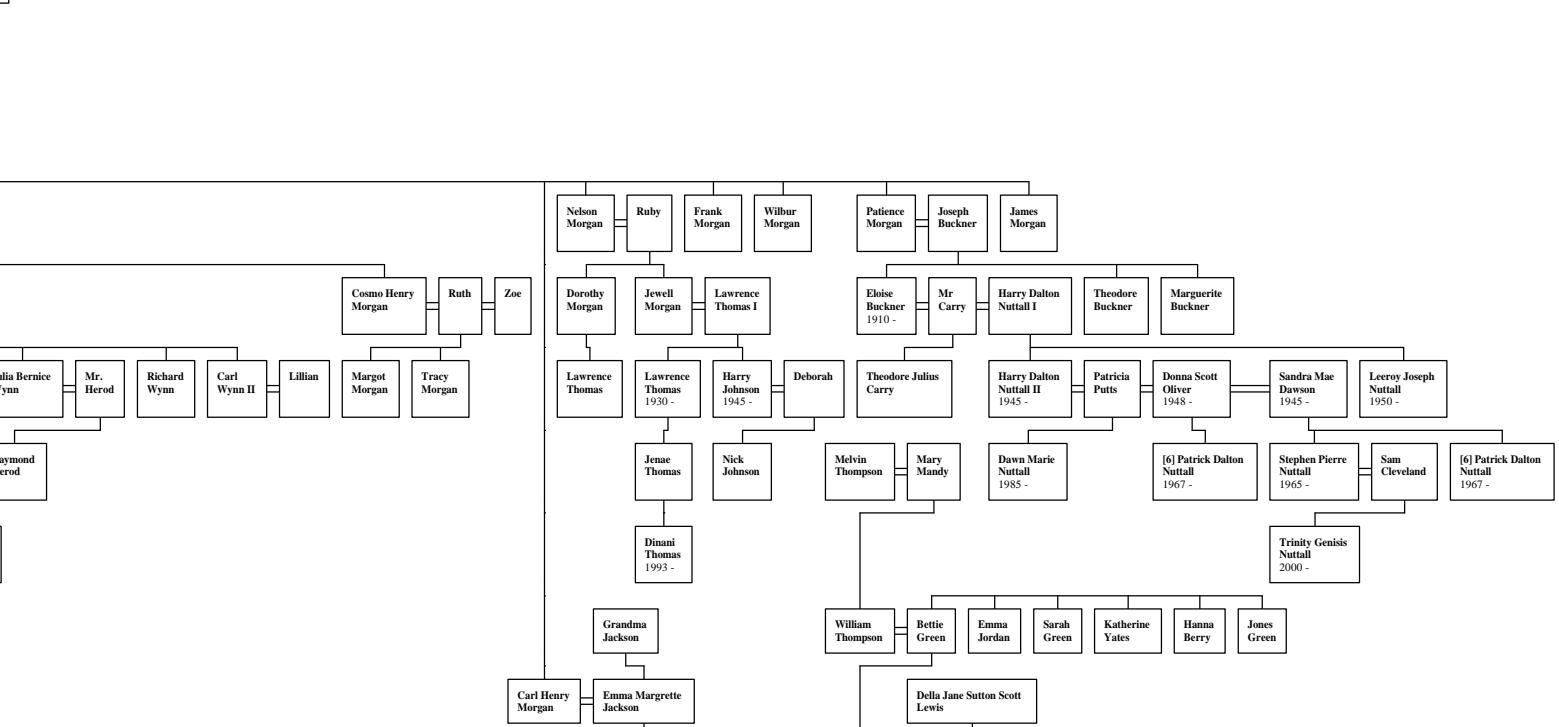 Nelson
Morgan
Ruby
Frank
Morgan
Wilbur
Morgan
Patience
Morgan
Joseph
Buckner
James
Morgan
Cosmo Henry
Morgan
Ruth
Zoe
Dorothy
Morgan
Jewell
Morgan
Lawrence
Thomas I
Eloise
Buckner
1910 -
Mr
Carry
Harry Dalton
Nuttall I
Theodore
Buckner
Marguerite
Buckner
ulia Bernice
ynn
Mr.
Herod
Richard
Wynn
Carl
Wynn II
Lillian
Margot
Morgan
Tracy
Morgan
Lawrence
Thomas
Lawrence
Thomas
1930 -
Harry
Johnson
1945 -
Deborah
Theodore Julius
Carry
Harry Dalton
Nuttall II
1945 -
Patricia
Putts
Donna Scott
Oliver
1948 -
Sandra Mae
Dawson
1945 -
Leeroy Joseph
Nuttall
1950 -
aymond
erod
Jenae
Thomas
Nick
Johnson
Melvin
Thompson
Mary
Mandy
Dawn Marie
Nuttall
1985 -
[6] Patrick Dalton
Nuttall
1967 -
Stephen Pierre
Nuttall
1965 -
Sam
Cleveland
[6] Patrick Dalton
Nuttall
1967 -
Dinani
Thomas
1993 -
Trinity Genisis
Nuttall
2000 -
Grandma
Jackson
William
Thompson
Bettie
Green
Emma
Jordan
Sarah
Green
Katherine
Yates
Hanna
Berry
Jones
Green
Carl Henry
Morgan
Emma Margrette
Jackson
Della Jane Sutton Scott
Lewis